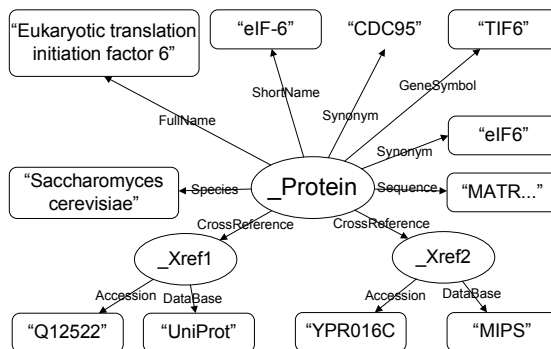 “Eukaryotic translation
initiation factor 6”
“eIF-6”
“CDC95”
“TIF6”
ShortName
GeneSymbol
Synonym
FullName
“eIF6”
Synonym
“Saccharomyces
cerevisiae”
Species
_Protein
Sequence
“MATR...”
CrossReference
CrossReference
_Xref1
_Xref2
Accession
DataBase
Accession
DataBase
“Q12522”
“UniProt”
“YPR016C
“MIPS”